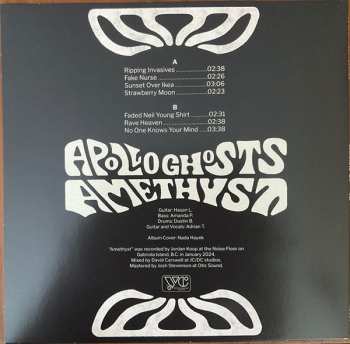 A
Ripping Invasives..............02:38
Fake Nurse......................02:26
Sunset Over Ikea..............03:06
Strawberry Moon..............02:23
B
Faded Neil Young Shirt.......02:31
Rave Heaven....................02:38
No One Knows Your Mind....03:38
APOLLO GHOSTS
AMETHYST
Guitar: Hasan L.
Bass: Amanda P.
Drums: Dustin B.
Guitar and Vocals: Adrian T.
Album Cover: Nada Hayek
"Amethyst" was recorded by Jordan Koop at the Noise Floor on
Gabriola Island, B.C. in January 2024.
Mixed by David Carswell at JC/DC studios.
Mastered by Josh Stevenson at Otic Sound.